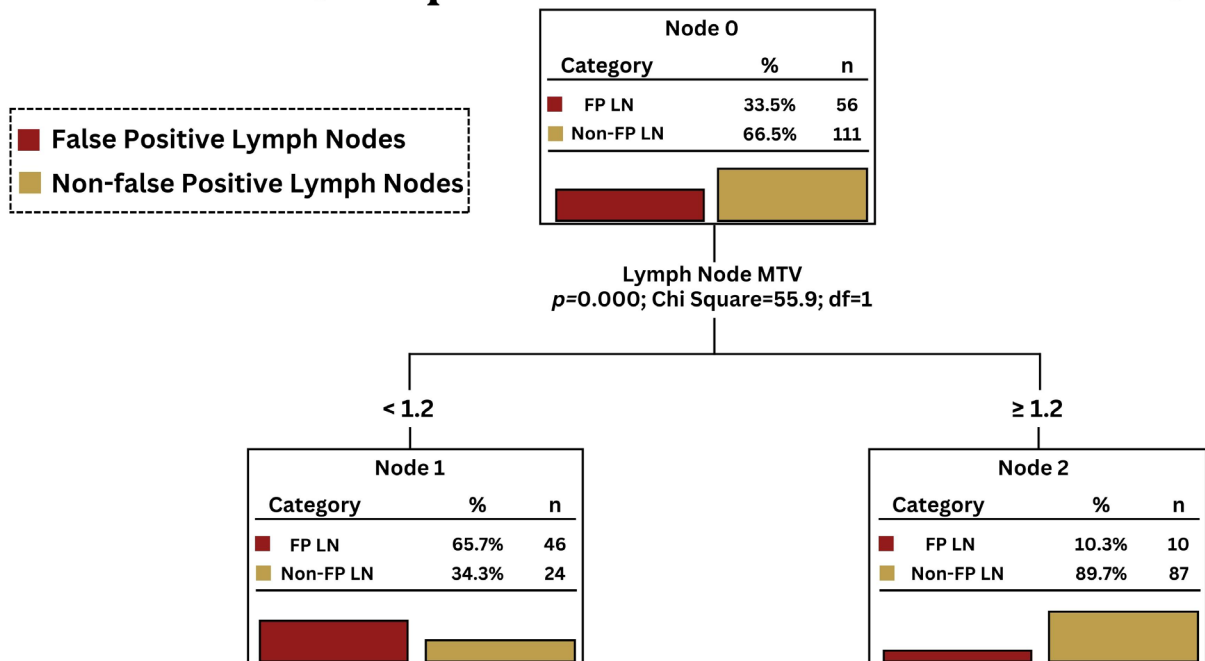 Node 0
Category % n
FP LN 33.5% 56
Non-FP LN 66.5% 111
False Positive Lymph Nodes
Non-false Positive Lymph Nodes
Lymph Node MTV
p=0.000; Chi Square=55.9; df=1
< 1.2
≥ 1.2
Node 1
Category % n
FP LN 65.7% 46
Non-FP LN 34.3% 24
Node 2
Category % n
FP LN 10.3% 10
Non-FP LN 89.7% 87